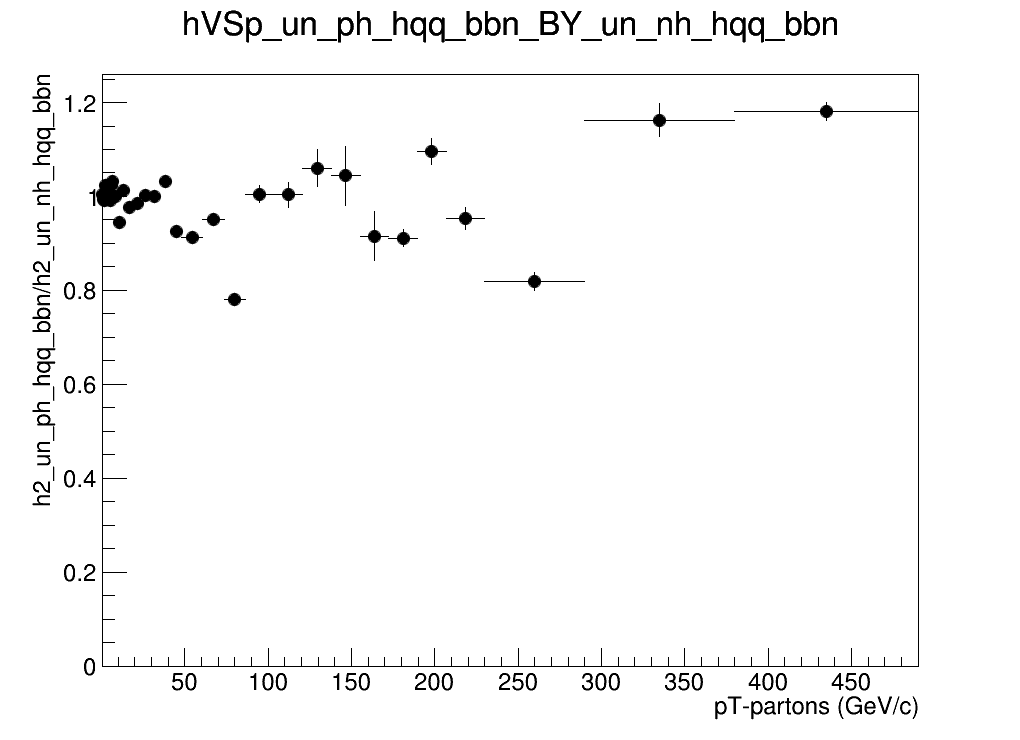 hVSp_un_ph_hqq_bbn_BY_un_nh_hqq_bbn
h2_un_ph_hqq_bbn/h2_un_nh_hqq_bbn
1.2
1
0.8
0.6
0.4
0.2
0
50 100 150 200 250 300 350 400 450
pT-partons (GeV/c)